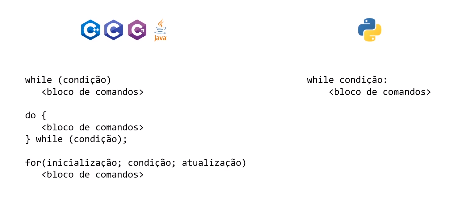 Java
while (condição)
<bloco de comandos>
do {
<bloco de comandos>
} while (condição);
for(inicialização; condição; atualização)
<bloco de comandos>
while condição:
<bloco de comandos>